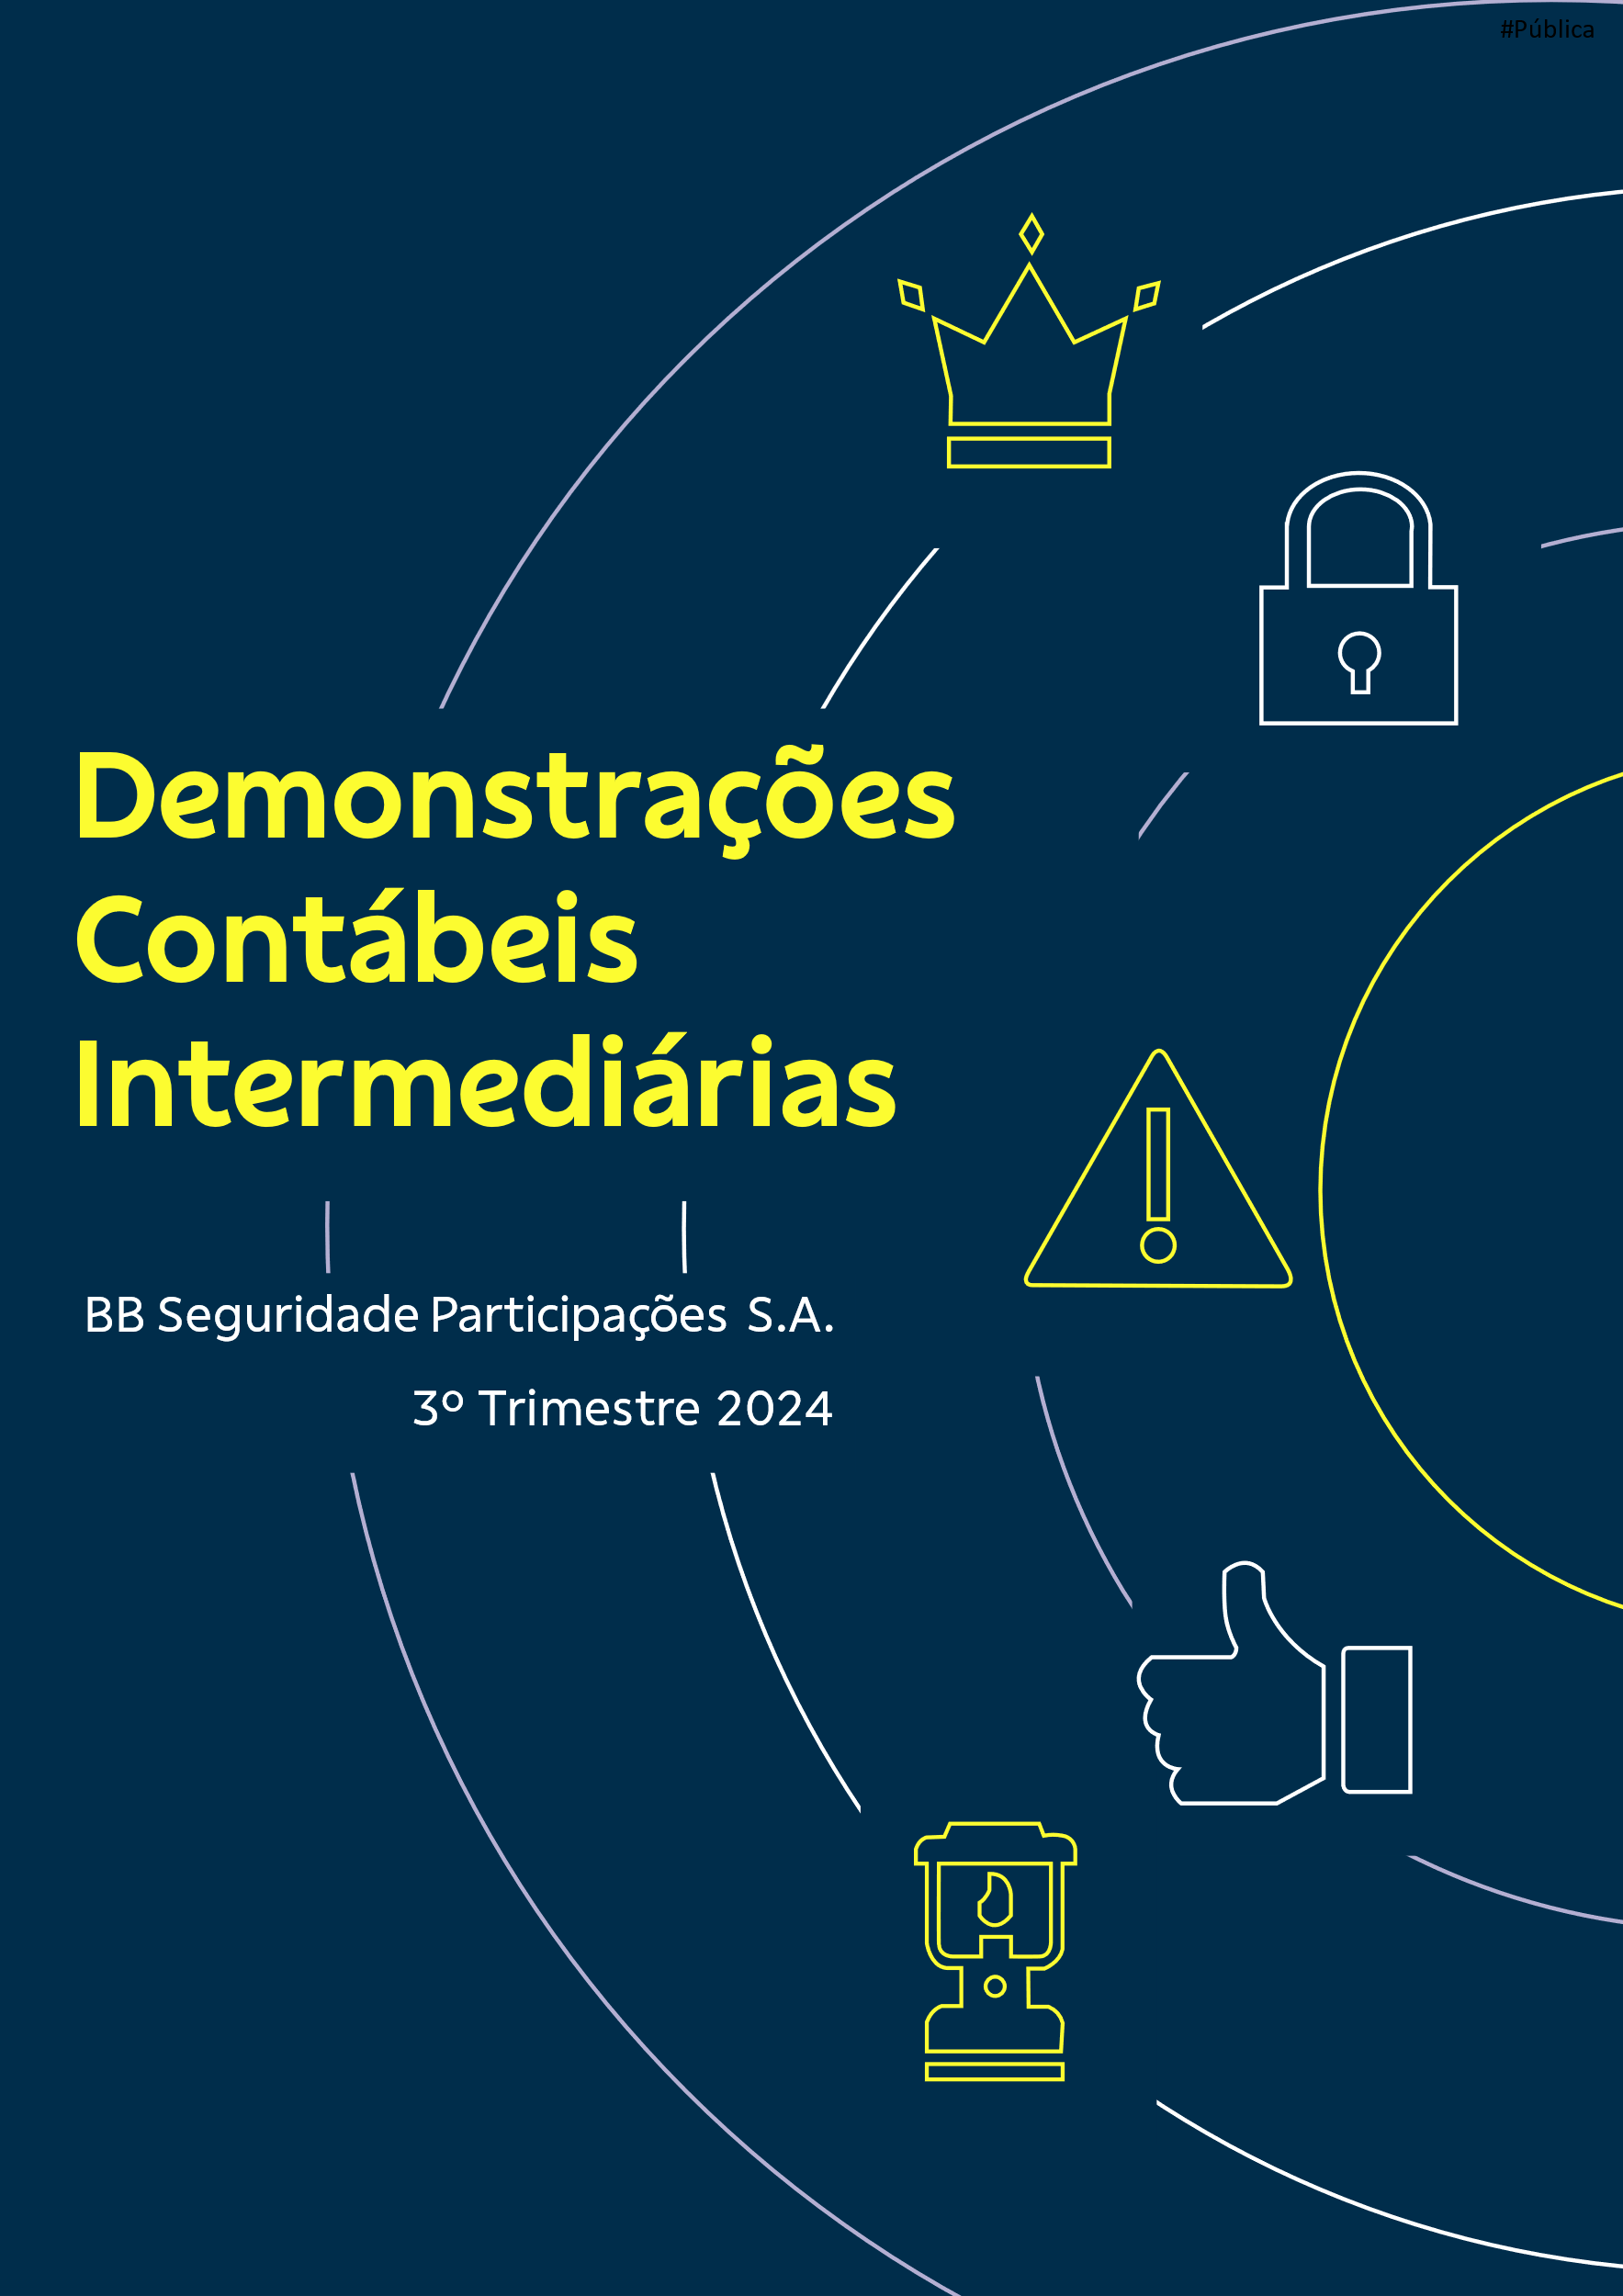 #Pública
Demonstrações
Contábeis
Intermediárias
BB Seguridade Participações S.A.
3º Trimestre 2024